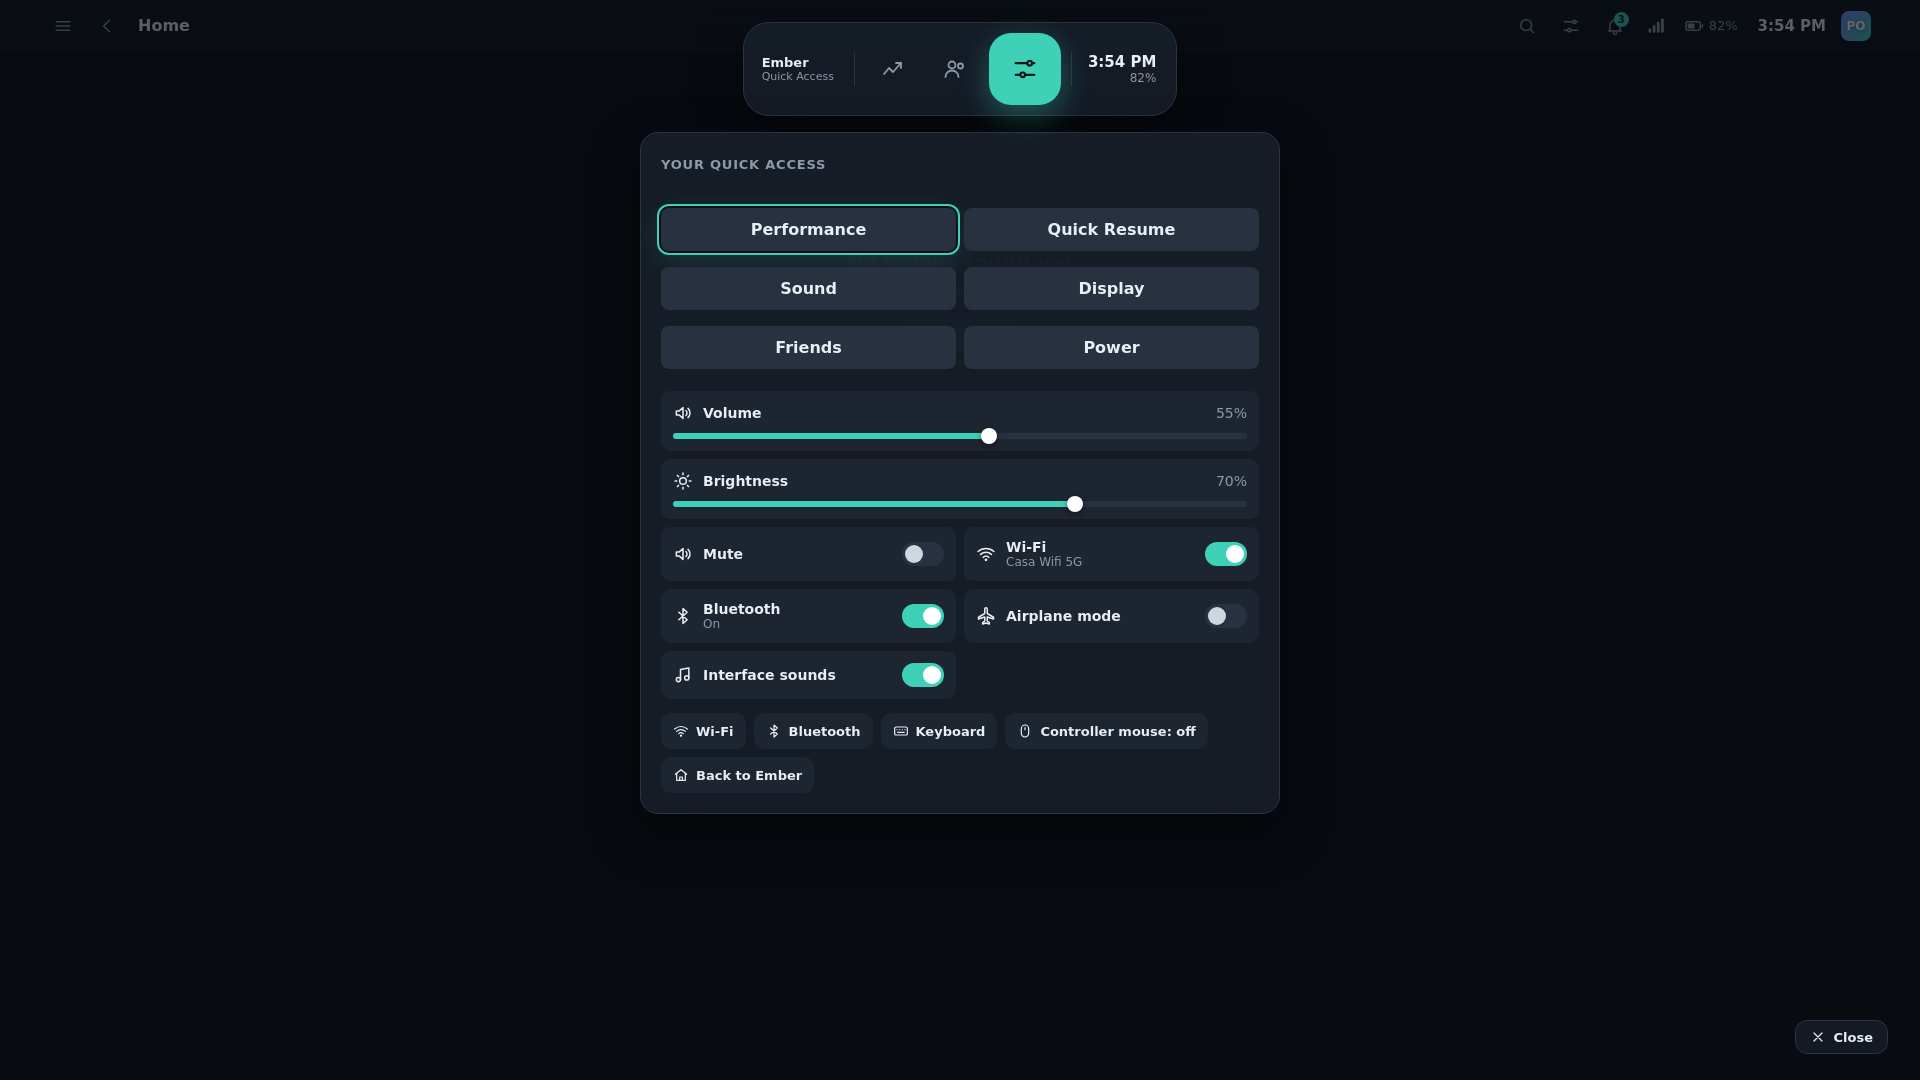 Home
3
82%
3:54 PM
PO
Ember
Quick Access
3:54 PM
82%
YOUR QUICK ACCESS
Performance
Quick Resume
Sound
Display
Friends
Power
Volume
55%
Brightness
70%
Mute
Wi-Fi
Casa Wifi 5G
Bluetooth
On
Airplane mode
Interface sounds
Wi-Fi
Bluetooth
Keyboard
Controller mouse: off
Back to Ember
Close